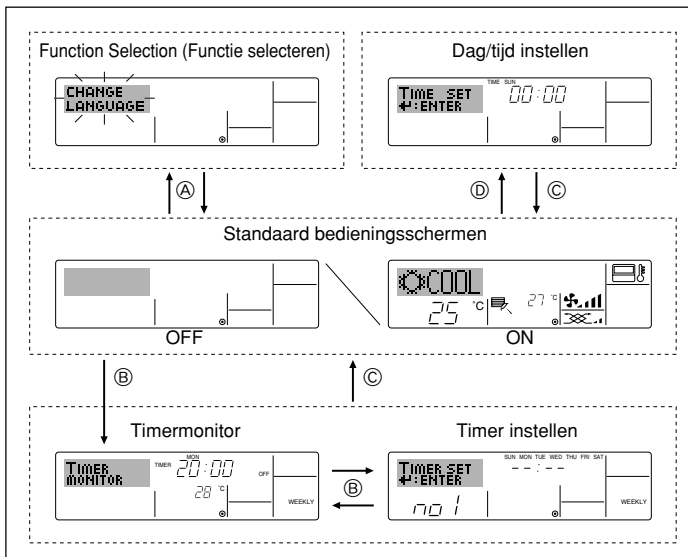 Function Selection (Functie selecteren)
CHANGE
LANGUAGE
Dag/tijd instellen
TIME SUN
TIME SET 00:00
↵:ENTER
Ⓐ
Ⓓ
Ⓒ
Standaard bedieningsschermen
COOL
25 °C
27 °C
OFF
ON
Ⓑ
Ⓒ
Timermonitor
MON
TIMER
MONITOR
TIMER 20:00 OFF
28 °C
WEEKLY
Ⓑ
Timer instellen
SUN MON TUE WED THU FRI SAT
TIMER SET --:--
↵:ENTER
no 1
WEEKLY